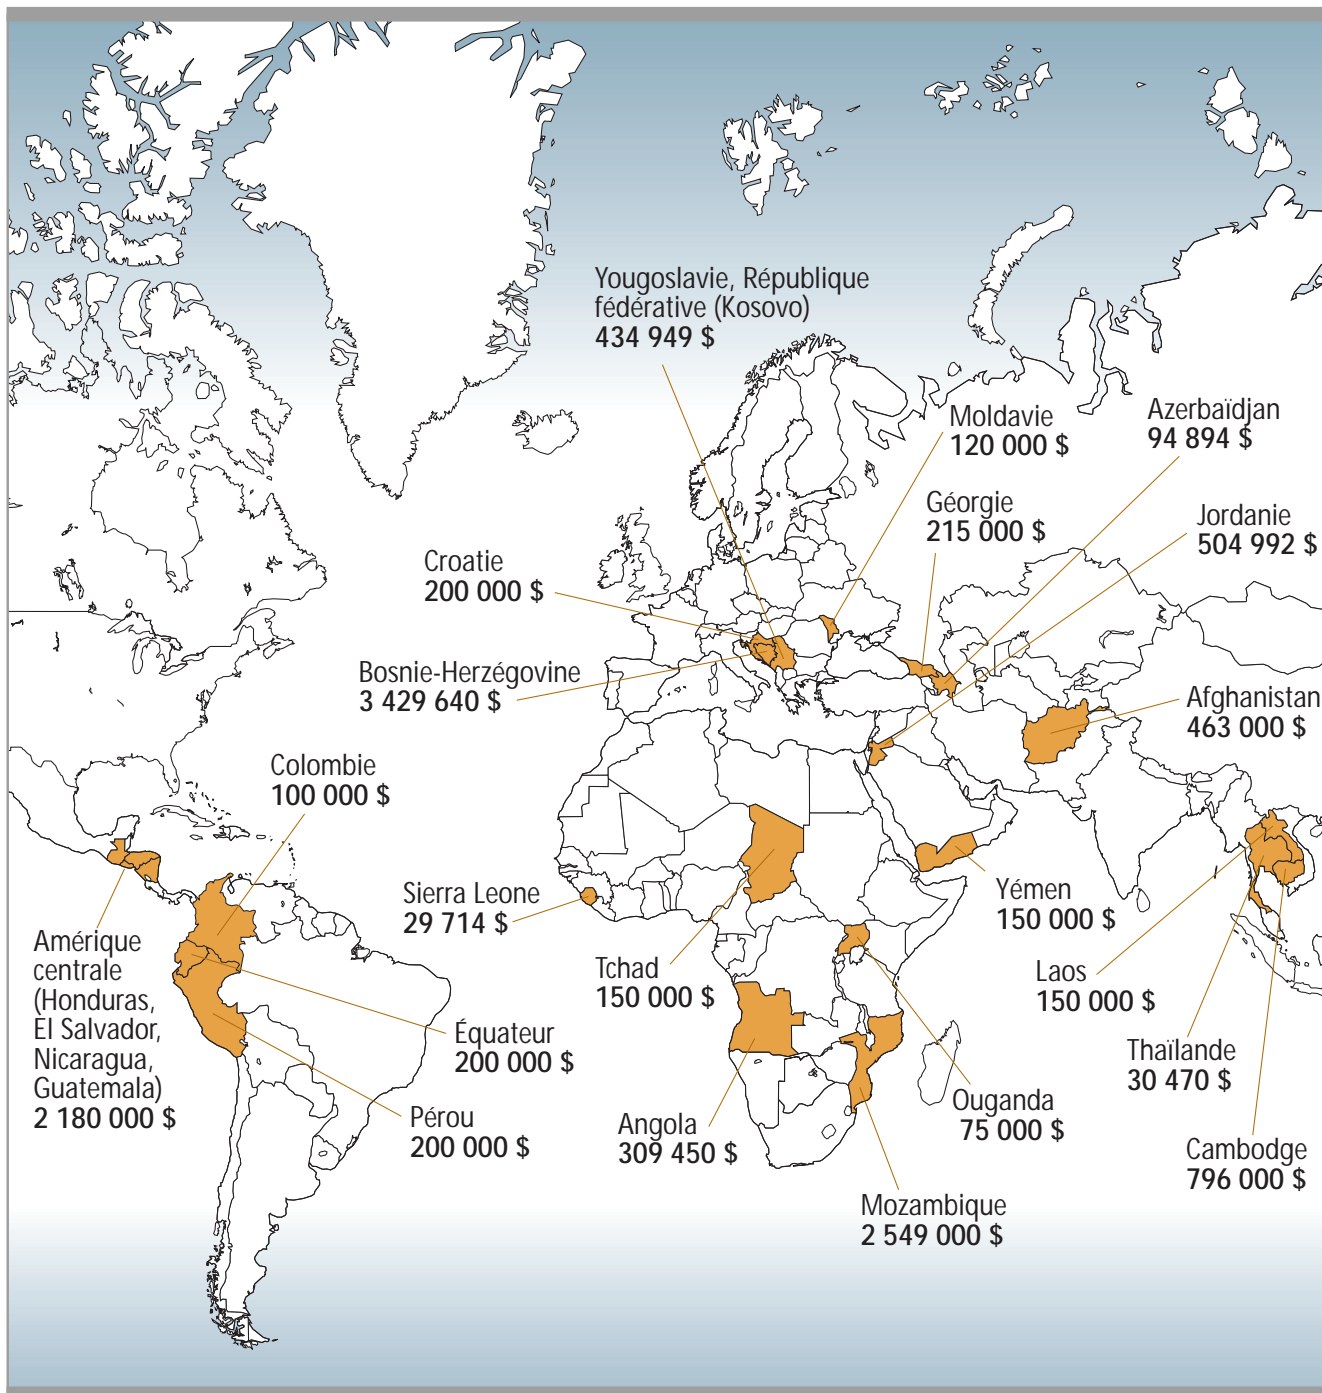 Yougoslavie, République
fédérative (Kosovo)
434 949 $
Moldavie
120 000 $
Azerbaïdjan
94 894 $
Géorgie
215 000 $
Jordanie
504 992 $
Croatie
200 000 $
Bosnie-Herzégovine
3 429 640 $
Afghanistan
463 000 $
Colombie
100 000 $
Sierra Leone
29 714 $
Yémen
150 000 $
Amérique
centrale
(Honduras,
El Salvador,
Nicaragua,
Guatemala)
2 180 000 $
Tchad
150 000 $
Laos
150 000 $
Équateur
200 000 $
Thaïlande
30 470 $
Pérou
200 000 $
Angola
309 450 $
Ouganda
75 000 $
Cambodge
796 000 $
Mozambique
2 549 000 $